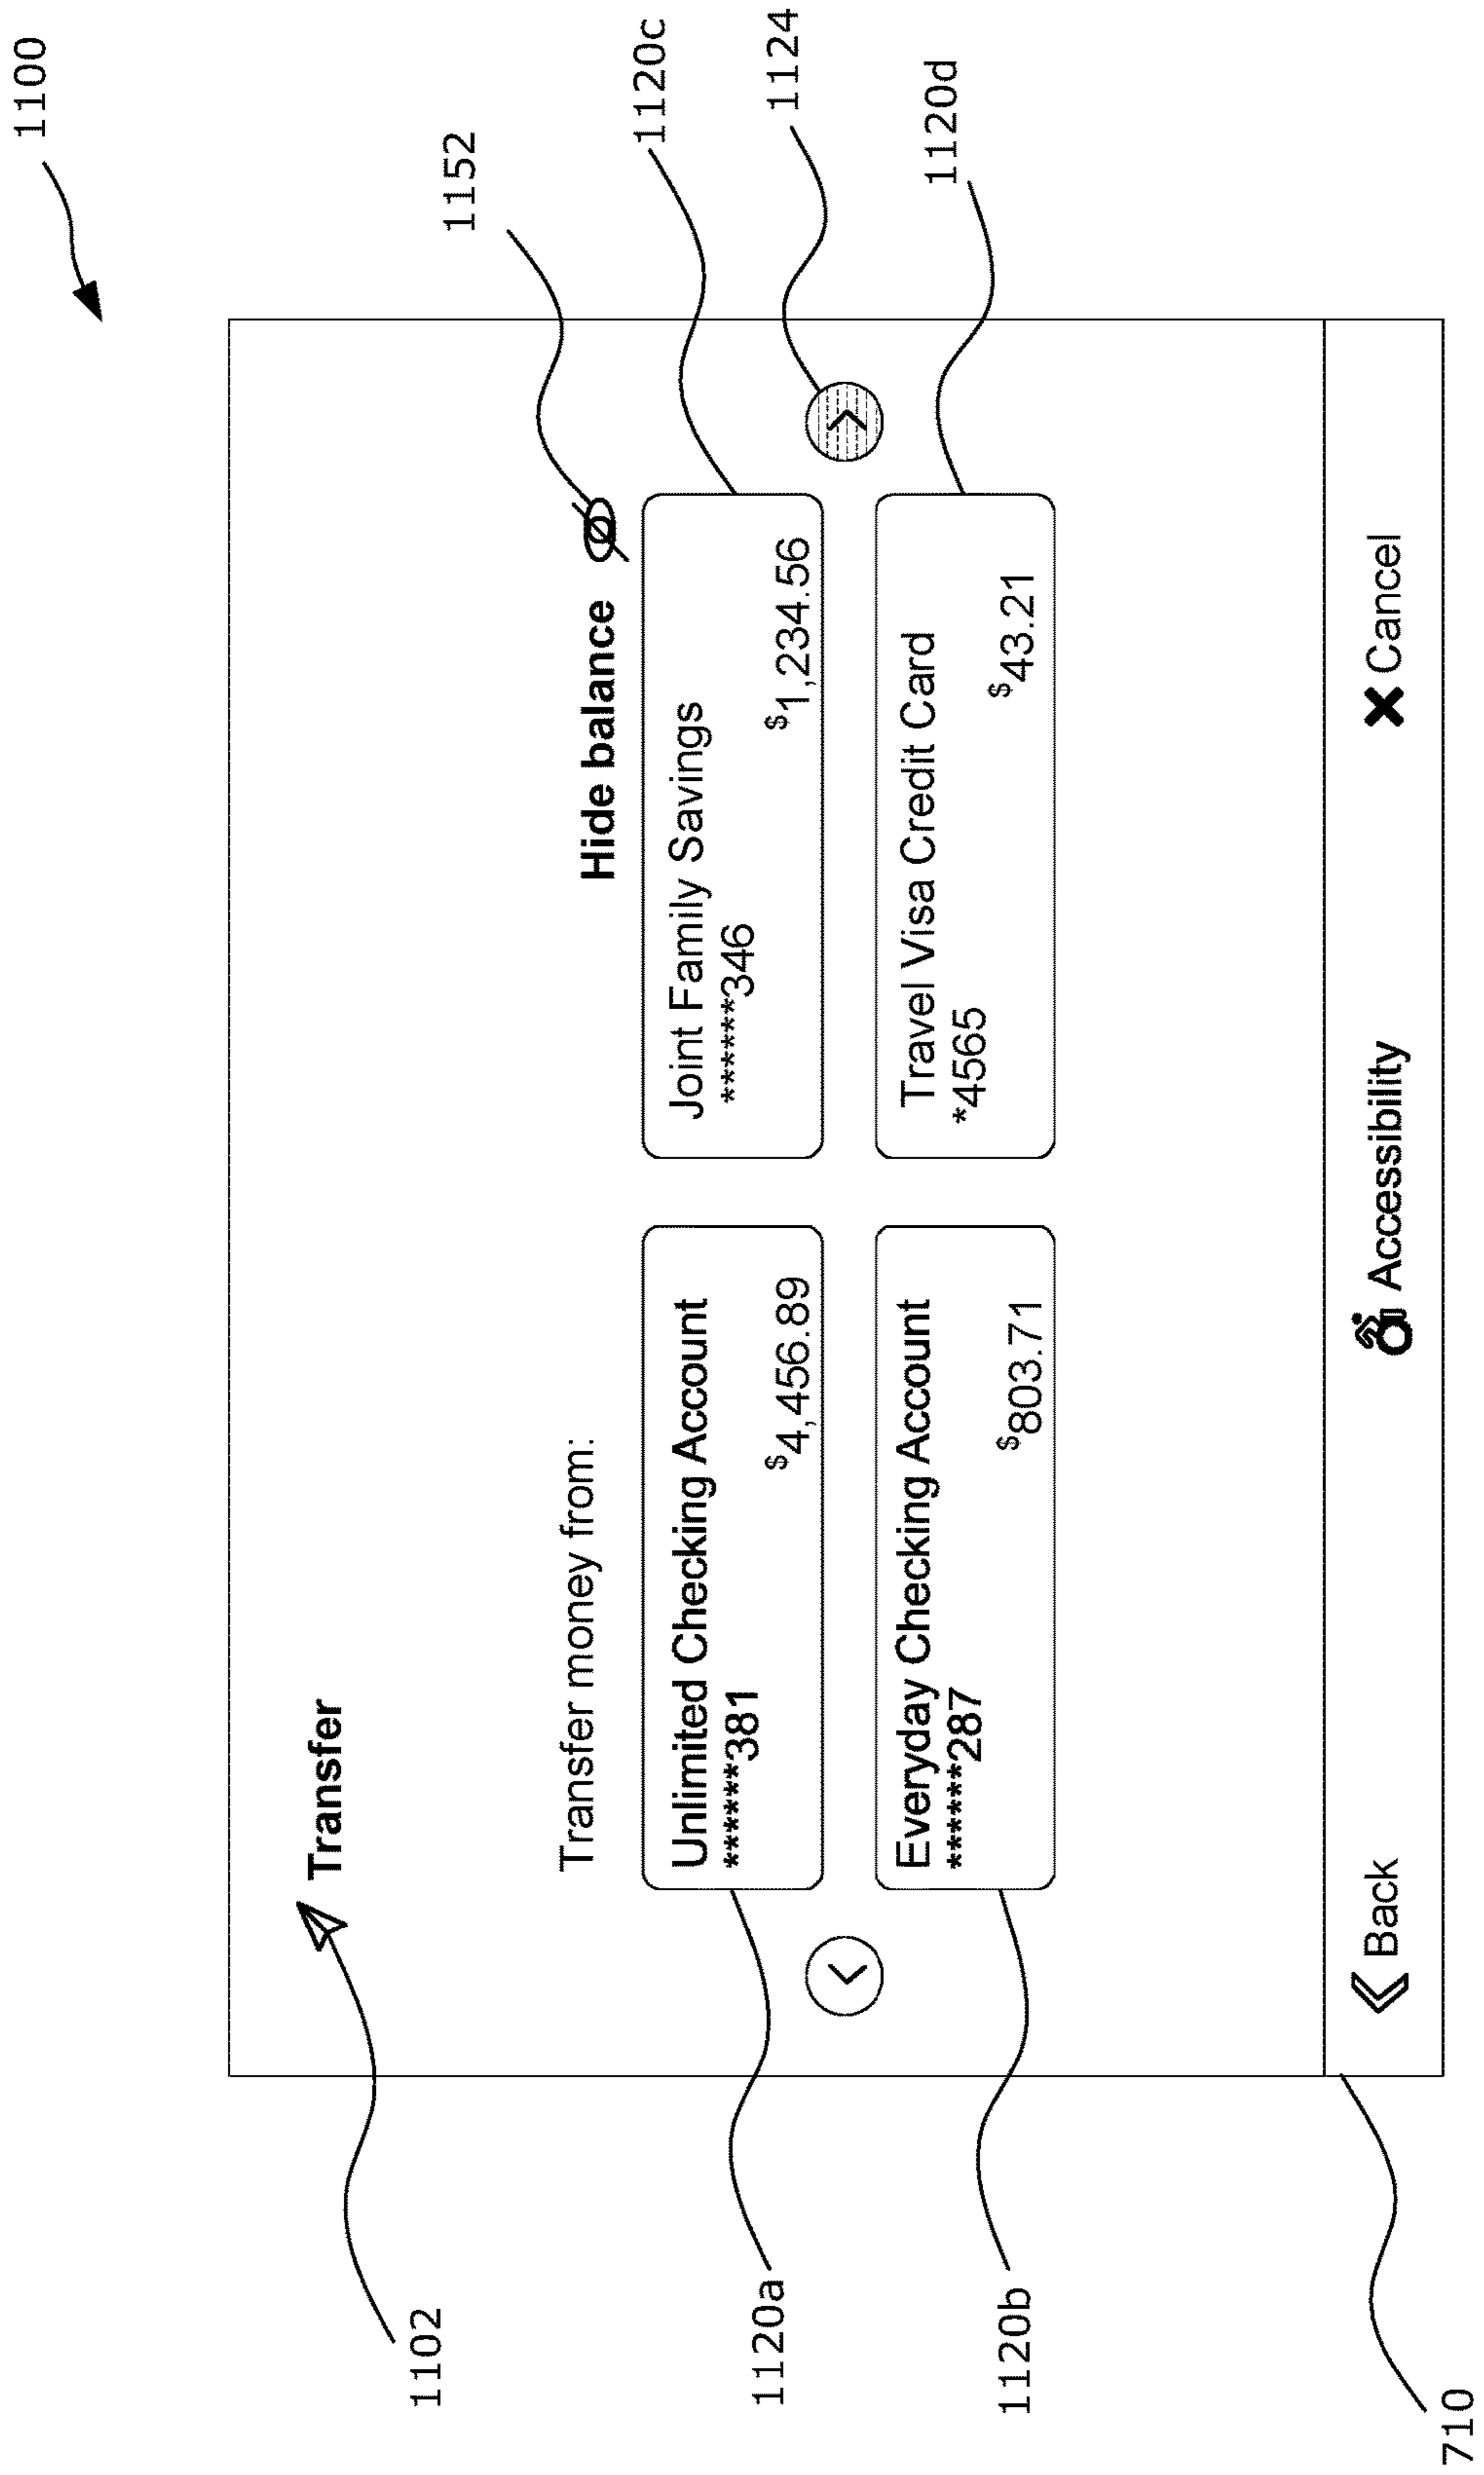 1100
1152
1120c
1124
1120d
Transfer
Transfer money from:
Hide balance
Unlimited Checking Account
******381
$4,456.89
Joint Family Savings
******346
$1,234.56
Everyday Checking Account
******287
$803.71
Travel Visa Credit Card
*4565
$43.21
Back
Accessibility
Cancel
1102
1120a
1120b
710